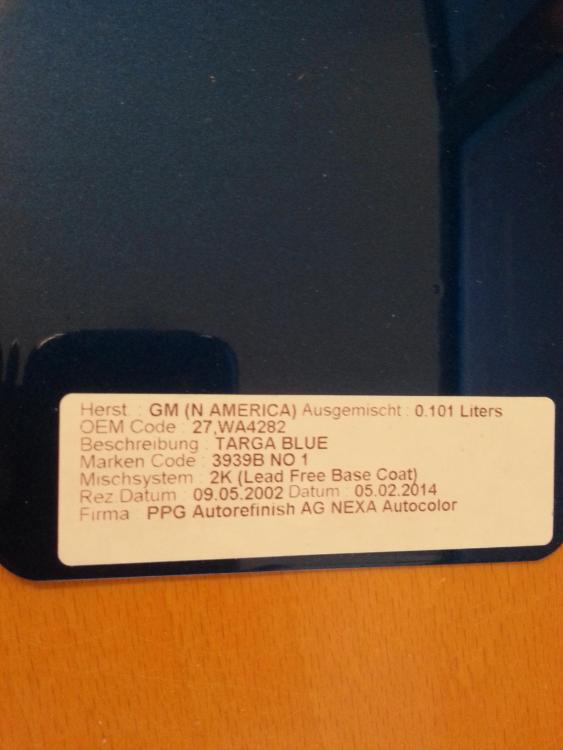 Herst. : GM (N AMERICA) Ausgemischt : 0.101 Liters
OEM Code : 27,WA4282
Beschreibung : TARGA BLUE
Marken Code : 3939B NO 1
Mischsystem : 2K (Lead Free Base Coat)
Rez Datum : 09.05.2002 Datum : 05.02.2014
Firma : PPG Autorefinish AG NEXA Autocolor